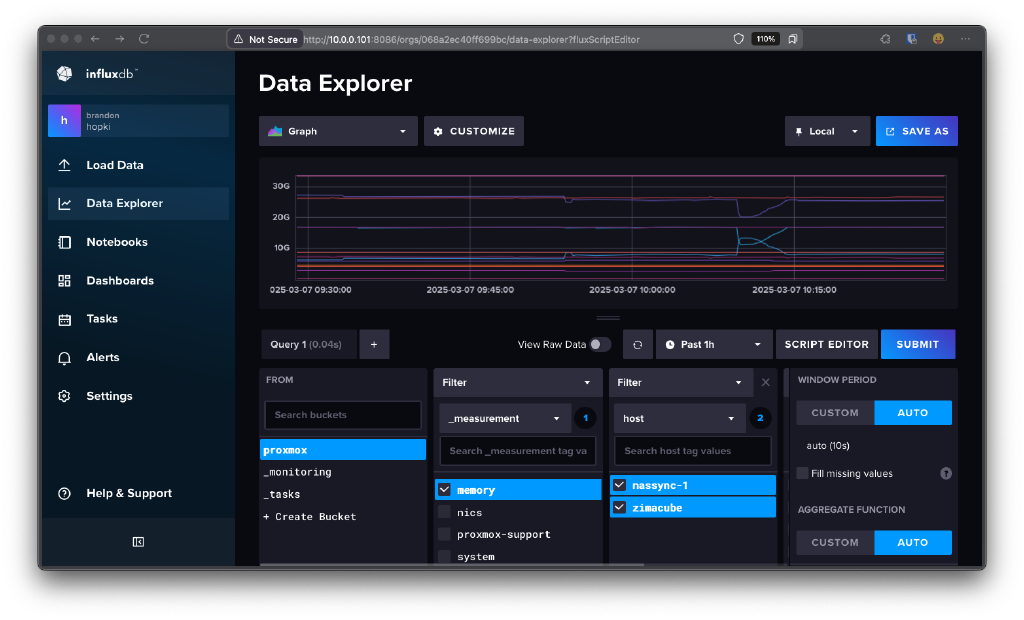 Not Secure http://10.0.0.101:8086/orgs/068a2ec40ff699bc/data-explorer?fluxScriptEditor 110%
influxdb™
h
brandon
hopki
Load Data
Data Explorer
Notebooks
Dashboards
Tasks
Alerts
Settings
Help & Support
Data Explorer
Graph CUSTOMIZE Local SAVE AS
30G
20G
10G
025-03-07 09:30:00 2025-03-07 09:45:00 2025-03-07 10:00:00 2025-03-07 10:15:00
Query 1 (0.04s) + View Raw Data Past 1h SCRIPT EDITOR SUBMIT
FROM
Search buckets
proxmox
_monitoring
_tasks
+ Create Bucket
Filter
_measurement 1
Search _measurement tag va
memory
nics
proxmox-support
system
Filter X
host 2
Search host tag values
nassync-1
zimacube
WINDOW PERIOD
CUSTOM AUTO
auto (10s)
Fill missing values ?
AGGREGATE FUNCTION
CUSTOM AUTO